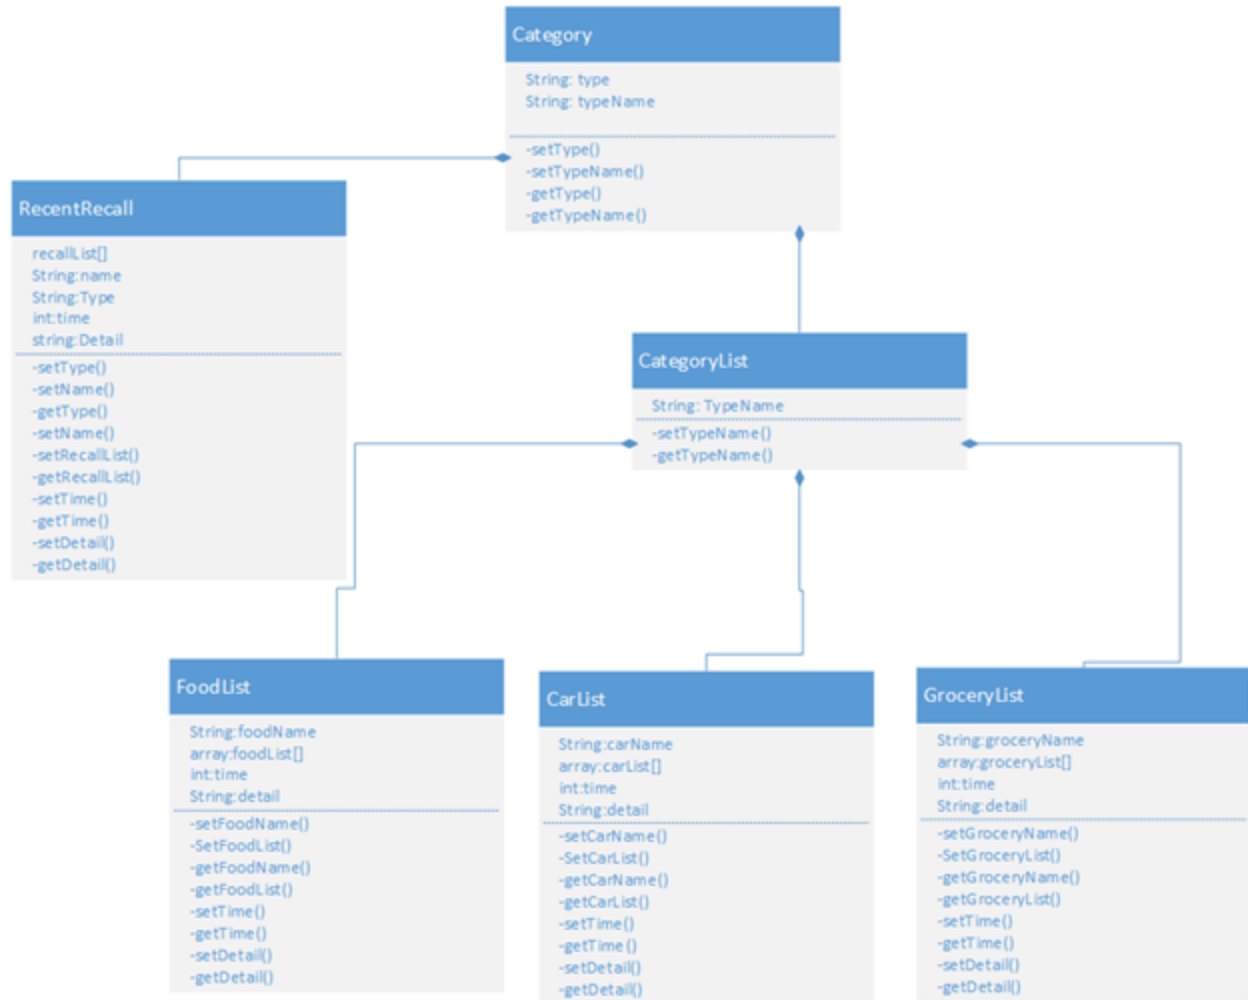 Category
String: type
String: typeName
-setType()
-setTypeName()
-getType()
-getTypeName()
RecentRecall
recallList[]
String:name
String:Type
int:time
string:Detail
-setType()
-setName()
-getType()
-setName()
-setRecallList()
-getRecallList()
-setTime()
-getTime()
-setDetail()
-getDetail()
CategoryList
String: TypeName
-setTypeName()
-getTypeName()
FoodList
String:foodName
array:foodList[]
int:time
String:detail
-setFoodName()
-SetFoodList()
-getFoodName()
-getFoodList()
-setTime()
-getTime()
-setDetail()
-getDetail()
CarList
String:carName
array:carList[]
int:time
String:detail
-setCarName()
-SetCarList()
-getCarName()
-getCarList()
-setTime()
-getTime()
-setDetail()
-getDetail()
GroceryList
String:groceryName
array:groceryList[]
int:time
String:detail
-setGroceryName()
-SetGroceryList()
-getGroceryName()
-getGroceryList()
-setTime()
-getTime()
-setDetail()
-getDetail()